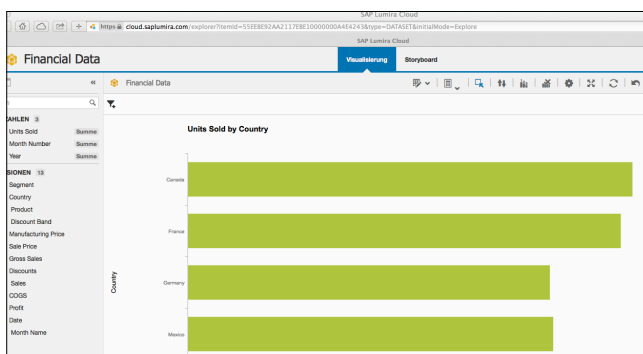 SAP Lumira Cloud
https cloud.saplumira.com/explorer?itemId=55EEBE92AA2117E8E10000000A4E4243&type=DATASET&initialMode=Explore
SAP Lumira Cloud
Financial Data
Visualisierung
Storyboard
«
Financial Data
AHLEN 3
Units Sold Summe
Month Number Summe
Year Summe
SIONEN 13
Segment
Country
Product
Discount Band
Manufacturing Price
Sale Price
Gross Sales
Discounts
Sales
COGS
Profit
Date
Month Name
Units Sold by Country
Country
Canada
France
Germany
Mexico